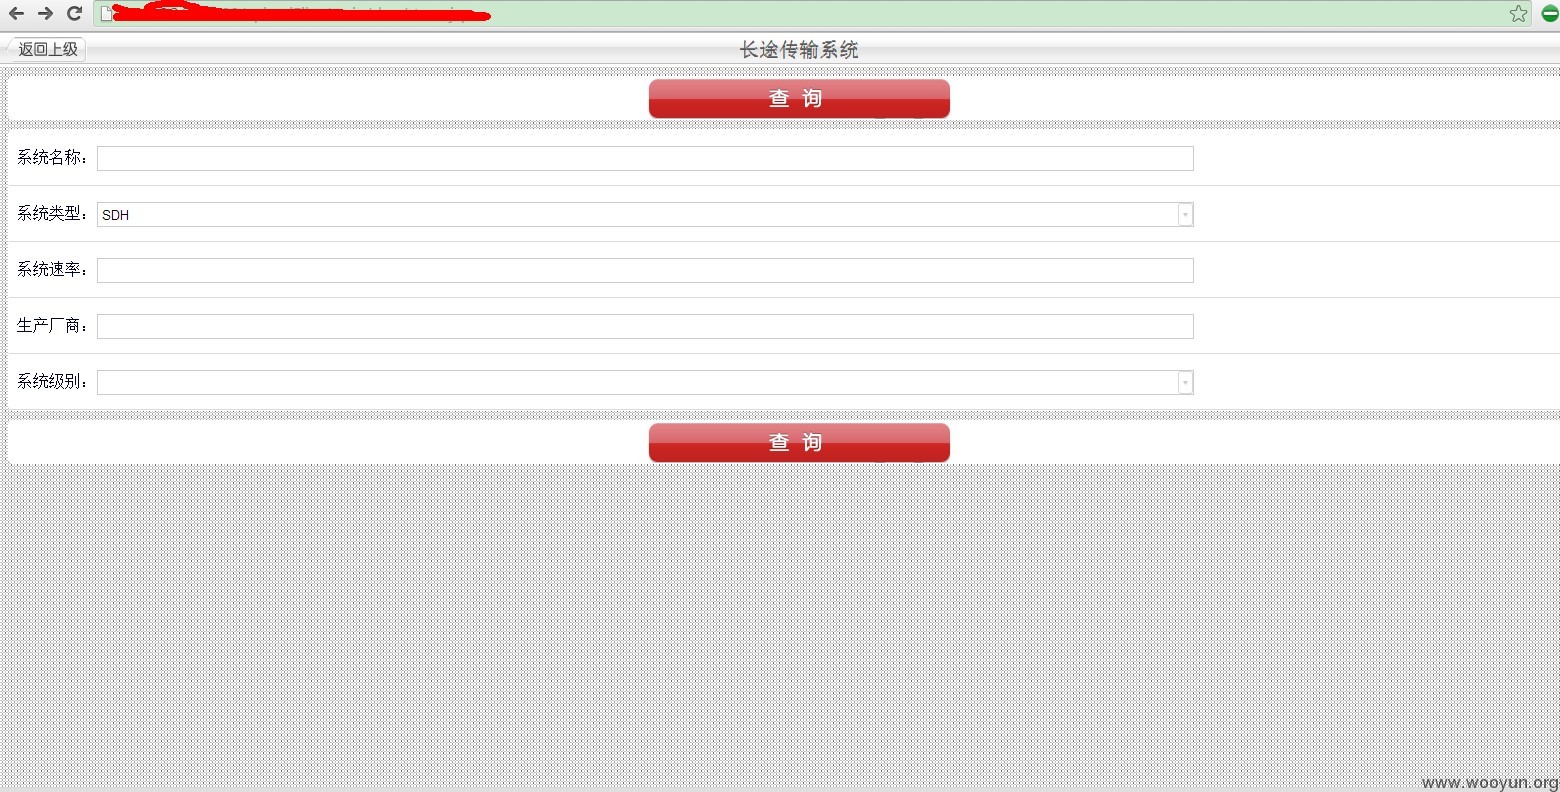 返回上级
长途传输系统
查 询
系统名称：
系统类型： SDH
系统速率：
生产厂商：
系统级别：
查 询
www.wooyun.org